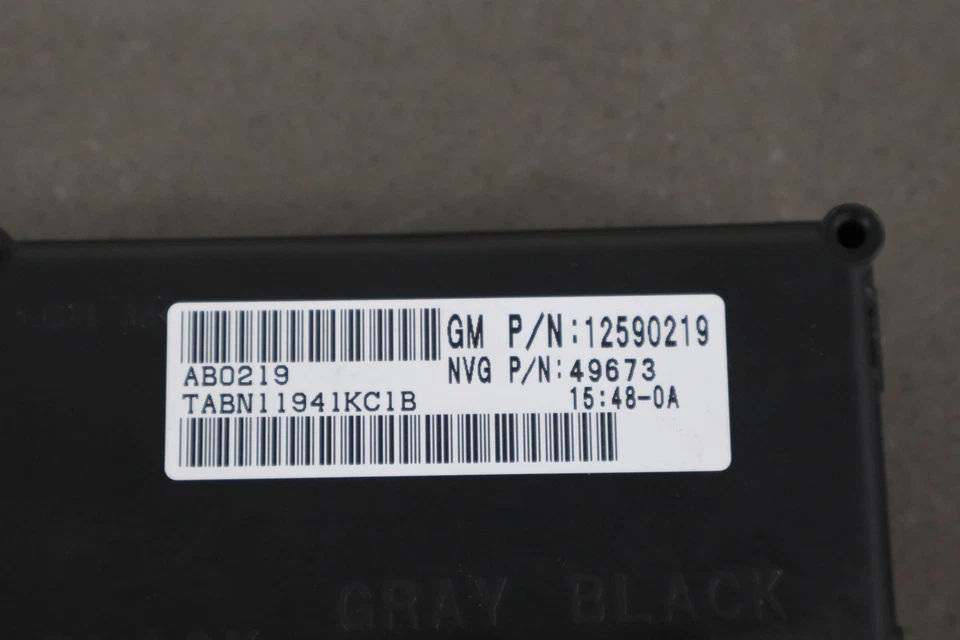 GM P/N:12590219
AB0219 NVG P/N:49673
TABN11941KC1B 15:48-0A
GRAY BLACK